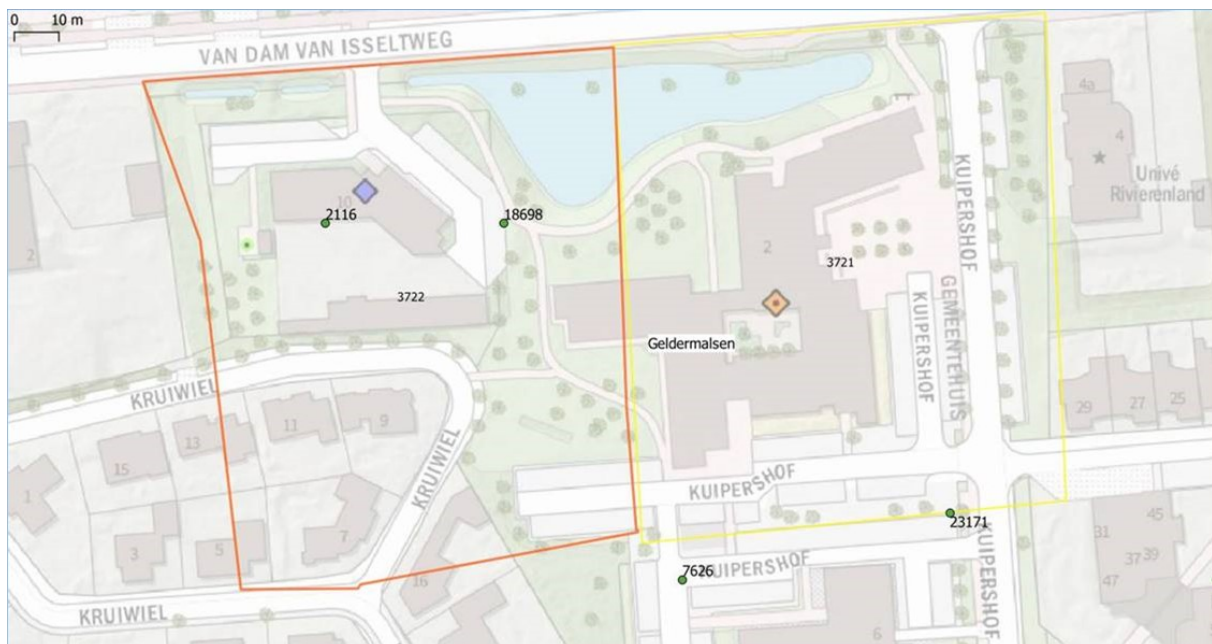 0 10 m
VAN DAM VAN ISSELTWEG
4a
4
Univé
Rivierenland
KUIPERSHOF
10
2116
18698
2
2
3721
3722
KUIPERSHOF
GEMEENTEHUIS
Geldermalsen
KRUIWIEL
11
9
13
15
29
27
25
KRUIWIEL
KUIPERSHOF
1
3
5
7
16
23171
7626
KUIPERSHOF
KUIPERSHOF
31
45
37
39
47
KRUIWIEL
6